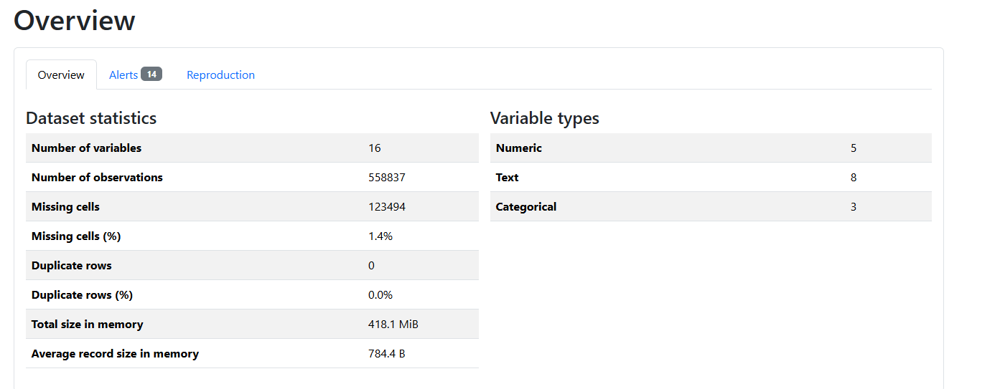 Overview
Overview
Alerts 14
Reproduction
Dataset statistics
Number of variables 16
Number of observations 558837
Missing cells 123494
Missing cells (%) 1.4%
Duplicate rows 0
Duplicate rows (%) 0.0%
Total size in memory 418.1 MiB
Average record size in memory 784.4 B
Variable types
Numeric 5
Text 8
Categorical 3